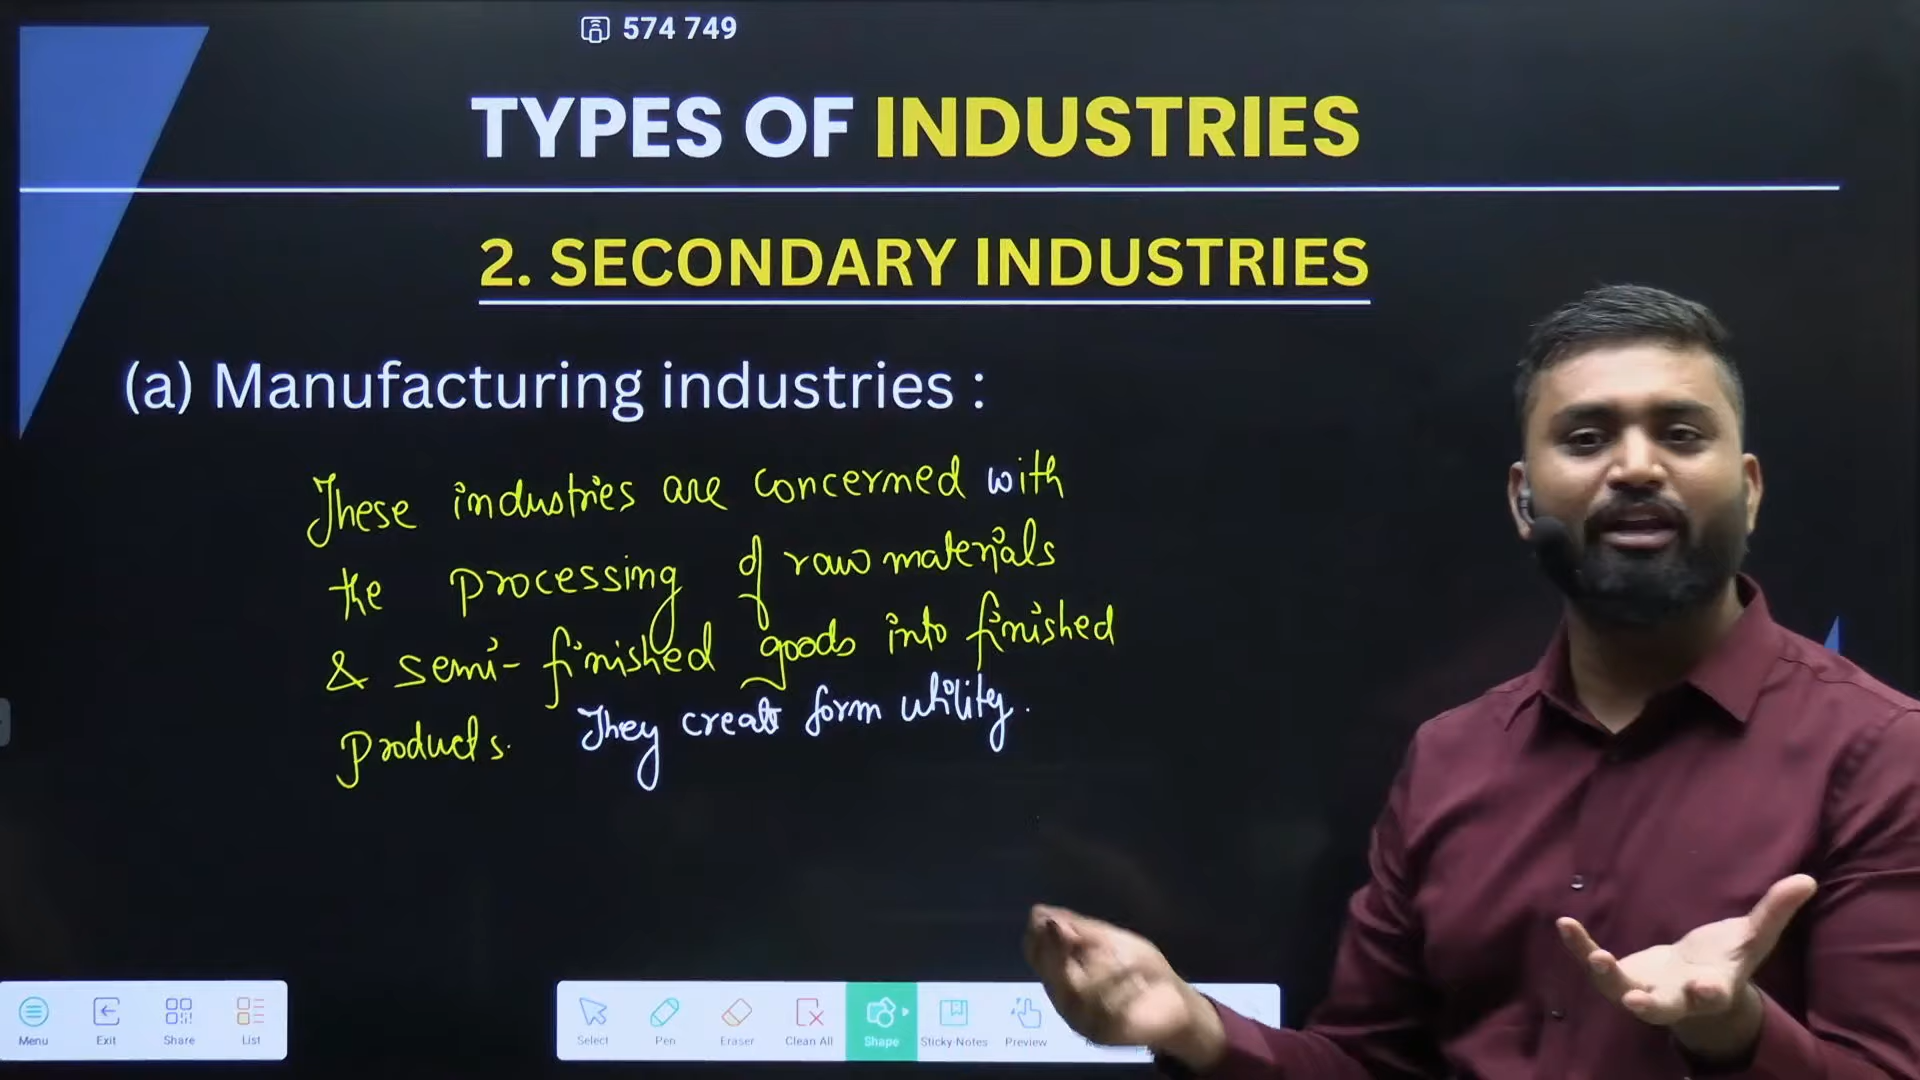 574 749
TYPES OF INDUSTRIES
2. SECONDARY INDUSTRIES
(a) Manufacturing industries :
These industries are concerned with
the processing of raw materials
& semi-finished goods into finished
products. They create form utility.
Menu Exit Share List
Select Pen Eraser Clean All Shape Sticky Notes Preview